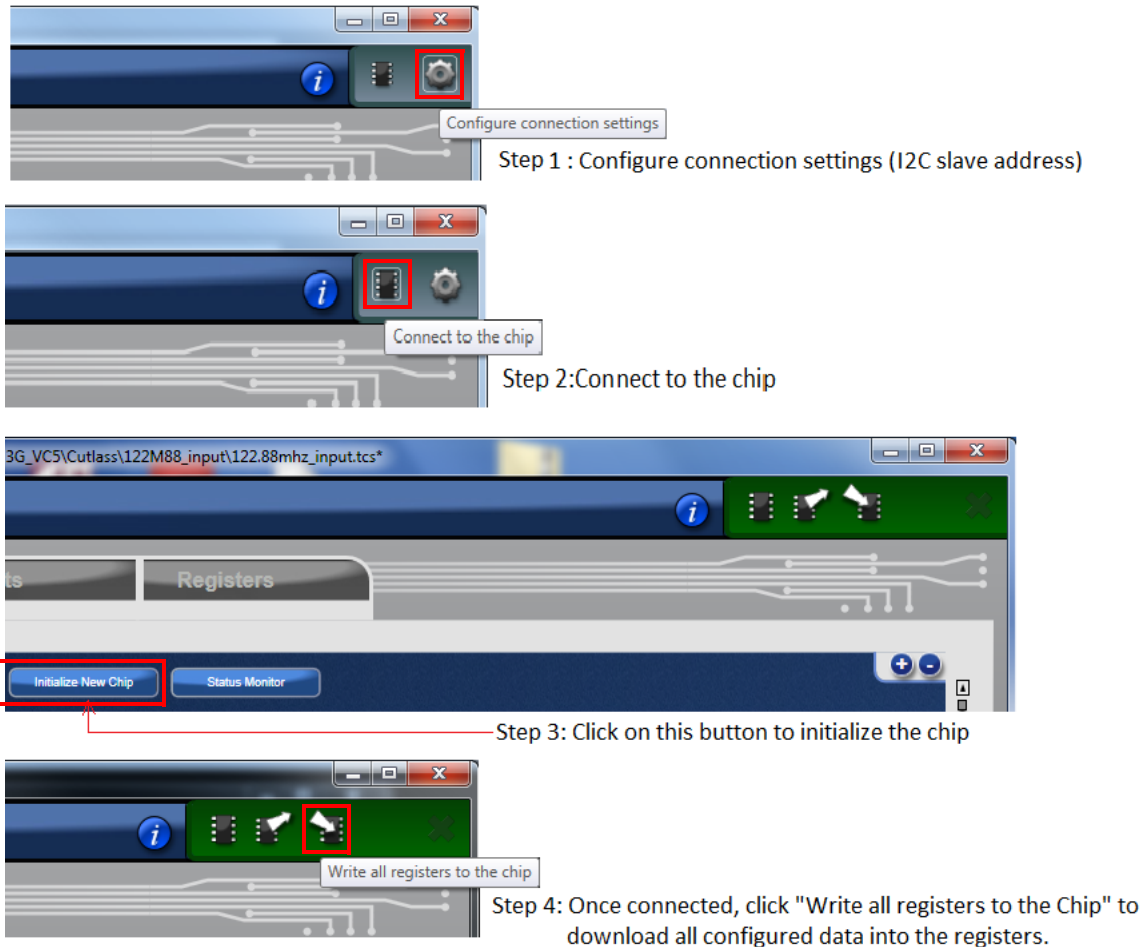 Configure connection settings
Step 1 : Configure connection settings (I2C slave address)
Connect to the chip
Step 2:Connect to the chip
3G_VC5\Cutlass\122M88_input\122.88mhz_input.tcs*
ts
Registers
Initialize New Chip
Status Monitor
Step 3: Click on this button to initialize the chip
Write all registers to the chip
Step 4: Once connected, click "Write all registers to the Chip" to
download all configured data into the registers.